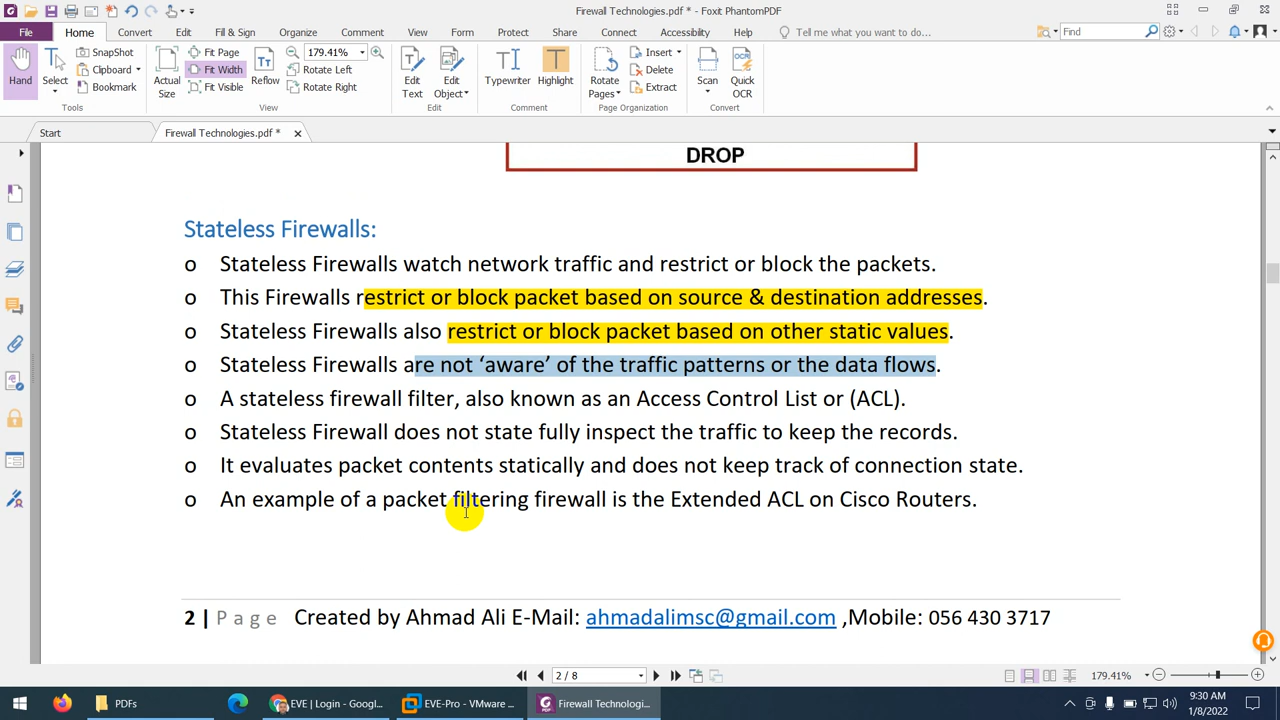 Firewall Technologies.pdf * - Foxit PhantomPDF
File Home Convert Fill & Sign Organize Comment View Form Protect Share Connect Accessibility Help Tell me what you want to do... Find
Hand Select SnapShot Clipboard Bookmark Actual Size Fit Page Fit Width Fit Visible Reflow 179.41% Rotate Left Rotate Right Edit Text Edit Object Typewriter Highlight Rotate Pages Insert Delete Extract Scan Quick OCR
Tools View Edit Comment Page Organization Convert
Start Firewall Technologies.pdf *
DROP
Stateless Firewalls:
o Stateless Firewalls watch network traffic and restrict or block the packets.
o This Firewalls restrict or block packet based on source & destination addresses.
o Stateless Firewalls also restrict or block packet based on other static values.
o Stateless Firewalls are not ‘aware’ of the traffic patterns or the data flows.
o A stateless firewall filter, also known as an Access Control List or (ACL).
o Stateless Firewall does not state fully inspect the traffic to keep the records.
o It evaluates packet contents statically and does not keep track of connection state.
o An example of a packet filtering firewall is the Extended ACL on Cisco Routers.
2 | Page Created by Ahmad Ali E-Mail: ahmadalimsc@gmail.com ,Mobile: 056 430 3717
2 / 8 179.41%
PDFs EVE | Login - Googl... EVE-Pro - VMware ... Firewall Technologi... 9:30 AM
1/8/2022